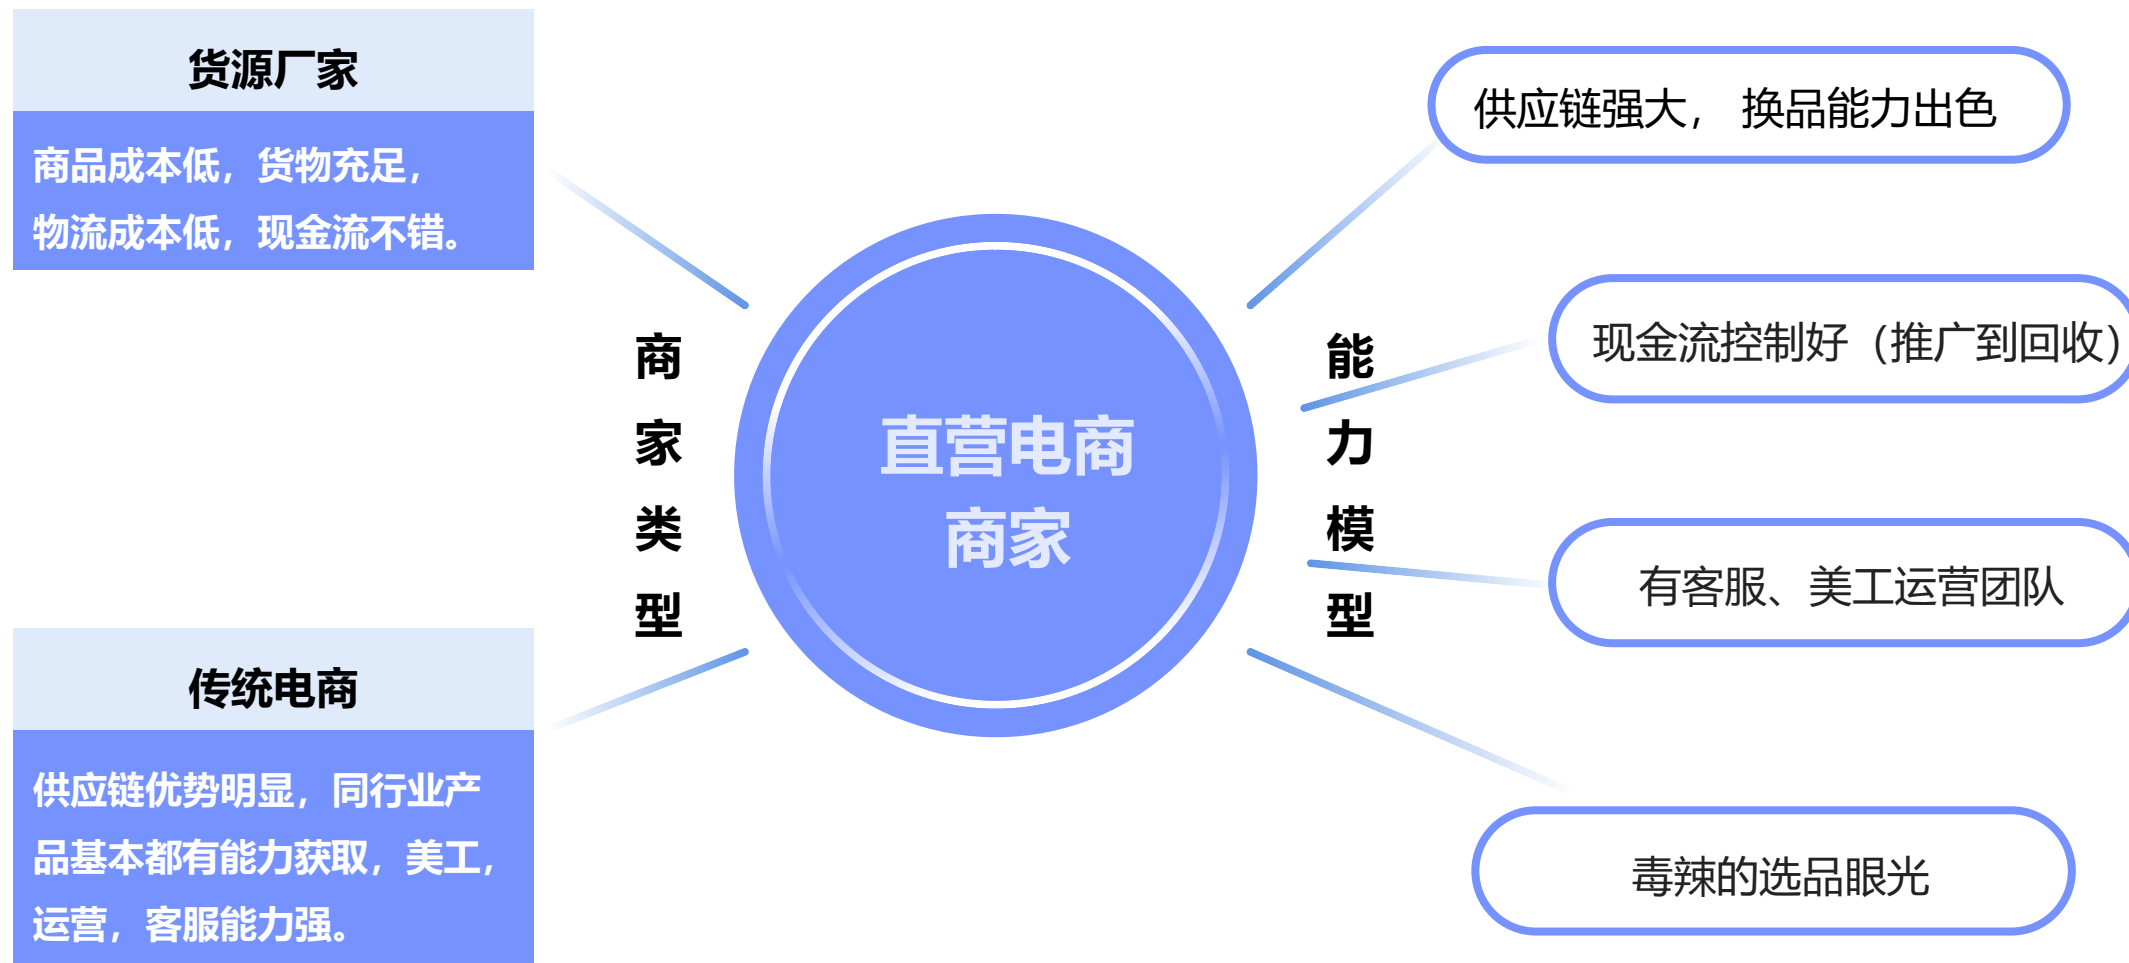 货源厂家
商品成本低，货物充足，
物流成本低，现金流不错。
传统电商
供应链优势明显，同行业产
品基本都有能力获取，美工，
运营，客服能力强。
商
家
类
型
直营电商
商家
能
力
模
型
供应链强大， 换品能力出色
现金流控制好（推广到回收）
有客服、美工运营团队
毒辣的选品眼光